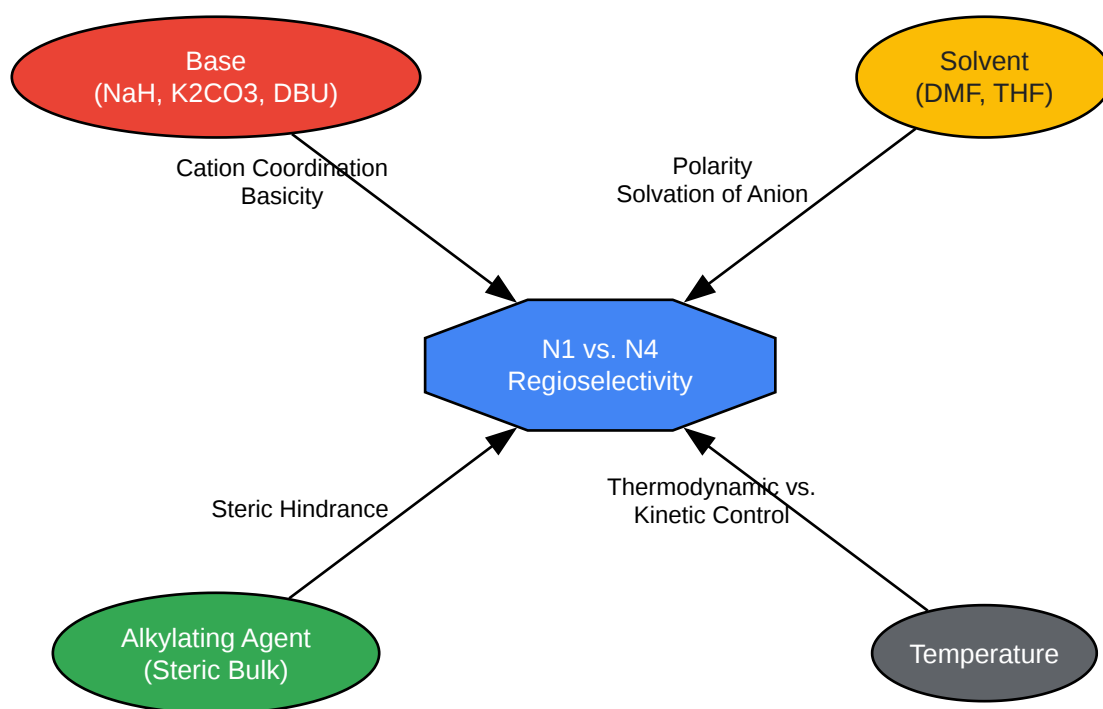 Base
(NaH, K2CO3, DBU)
Solvent
(DMF, THF)
Cation Coordination
Basicity
Polarity
Solvation of Anion
N1 vs. N4
Regioselectivity
Steric Hindrance
Thermodynamic vs.
Kinetic Control
Alkylating Agent
(Steric Bulk)
Temperature